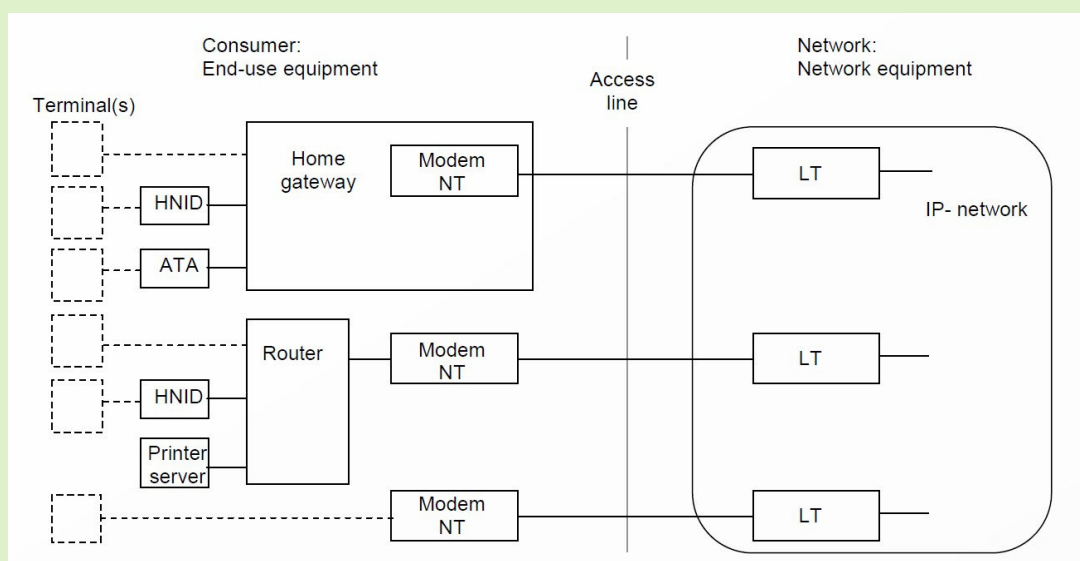 Consumer:
End-use equipment
Network:
Network equipment
Access
line
Terminal(s)
Home
gateway
Modem
NT
LT
HNID
IP- network
ATA
Router
Modem
NT
LT
HNID
Printer
server
Modem
NT
LT